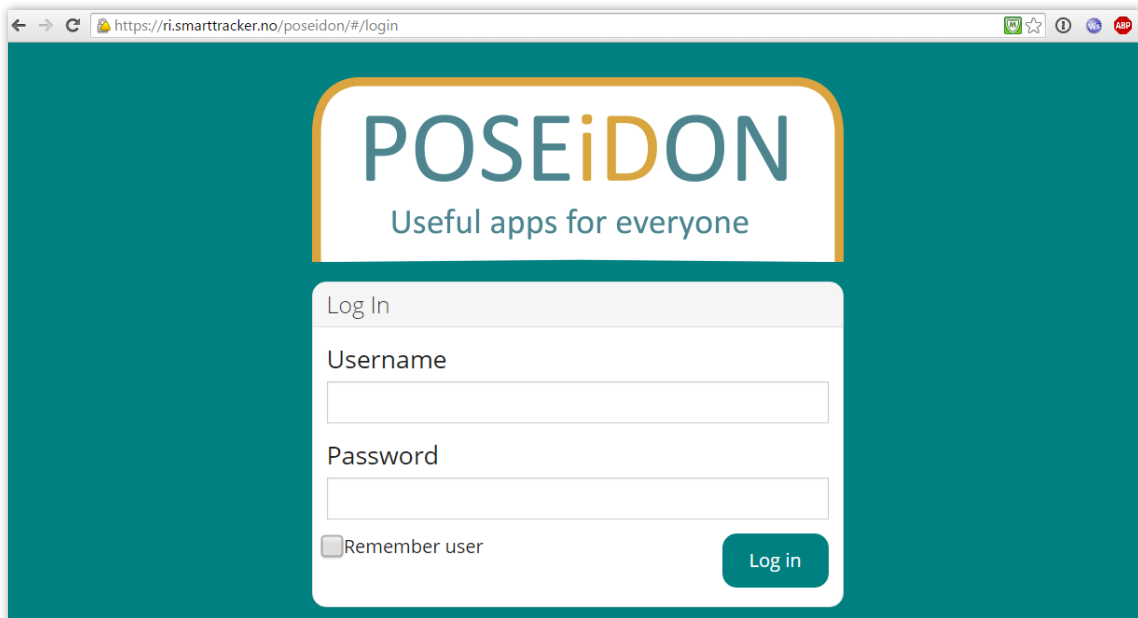 https://ri.smarttracker.no/poseidon/#/login
ABP
POSEiDON
Useful apps for everyone
Log In
Username
Password
Remember user
Log in